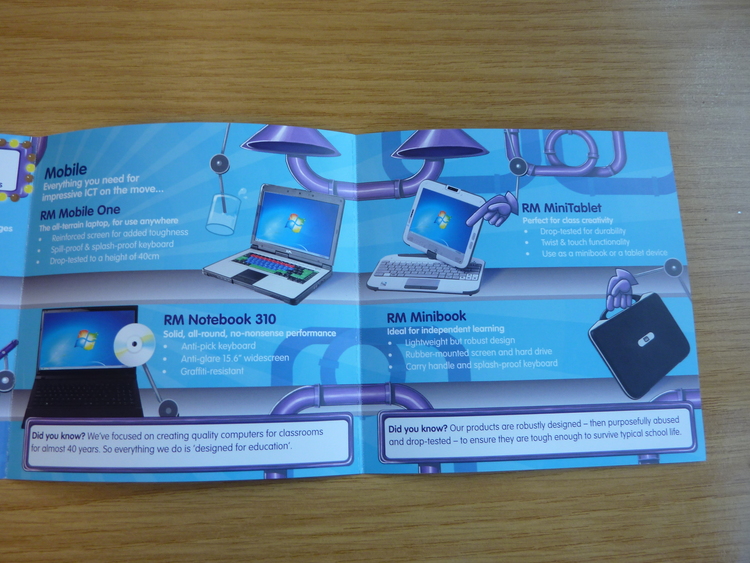 Mobile
Everything you need for
impressive ICT on the move...
RM Mobile One
The all-terrain laptop, for use anywhere
• Reinforced screen for added toughness
• Spill-proof & splash-proof keyboard
• Drop-tested to a height of 40cm
RM Notebook 310
Solid, all-round, no-nonsense performance
• Anti-pick keyboard
• Anti-glare 15.6" widescreen
• Graffiti-resistant
Did you know? We've focused on creating quality computers for classrooms
for almost 40 years. So everything we do is 'designed for education'.
RM MiniTablet
Perfect for class creativity
• Drop-tested for durability
• Twist & touch functionality
• Use as a minibook or a tablet device
RM Minibook
Ideal for independent learning
• Lightweight but robust design
• Rubber-mounted screen and hard drive
• Carry handle and splash-proof keyboard
Did you know? Our products are robustly designed – then purposefully abused
and drop-tested – to ensure they are tough enough to survive typical school life.